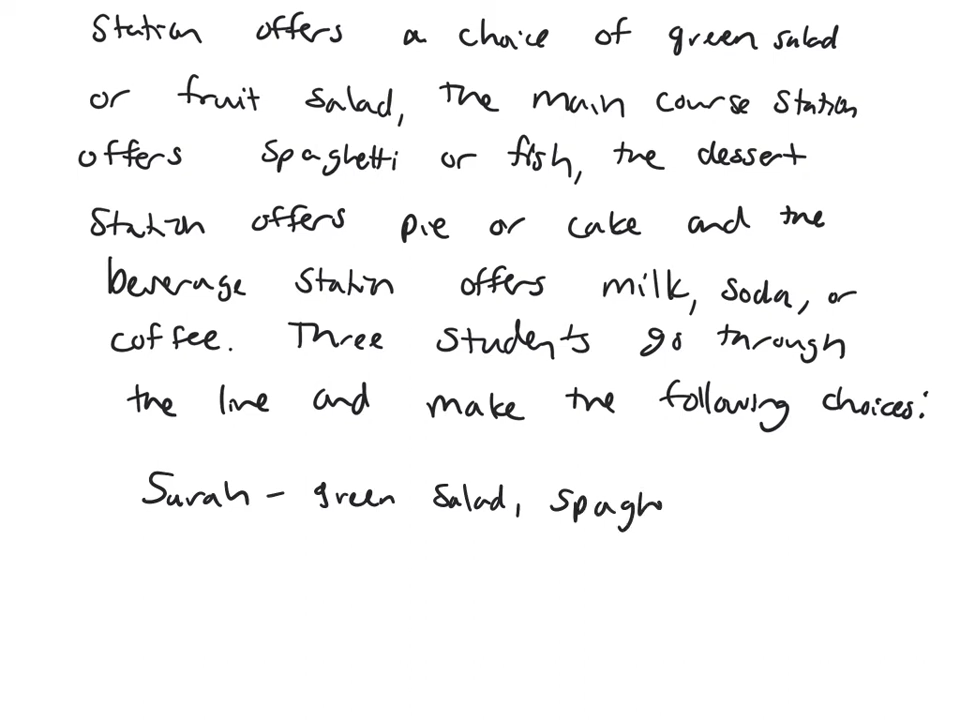 Station offers a choice of green salad
or fruit salad, the main course station
offers spaghetti or fish, the dessert
station offers pie or cake and the
beverage station offers milk, soda, or
coffee. Three students go through
the line and make the following choices:
Sarah - green salad, spagh